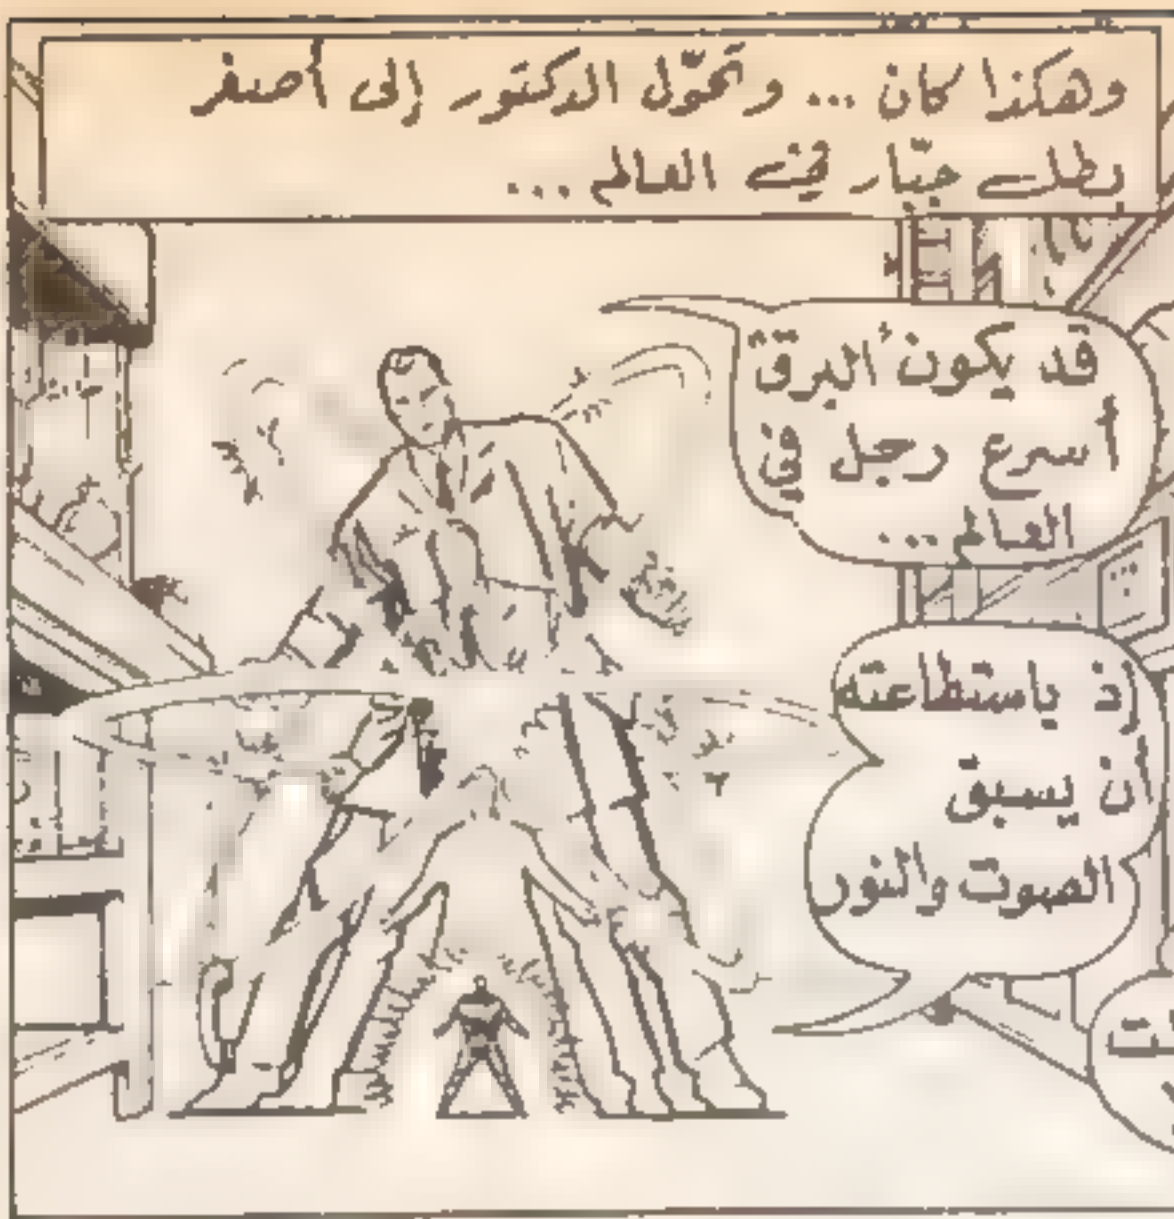 وهكذا كان ... وتحوّل الدكتور إلى أصغر
بطل جبّار في العالم ...
قد يكون "البرق"
أسرع رجل في
العالم ...
إذ باستطاعته
أن يسبق
الصوت والنور